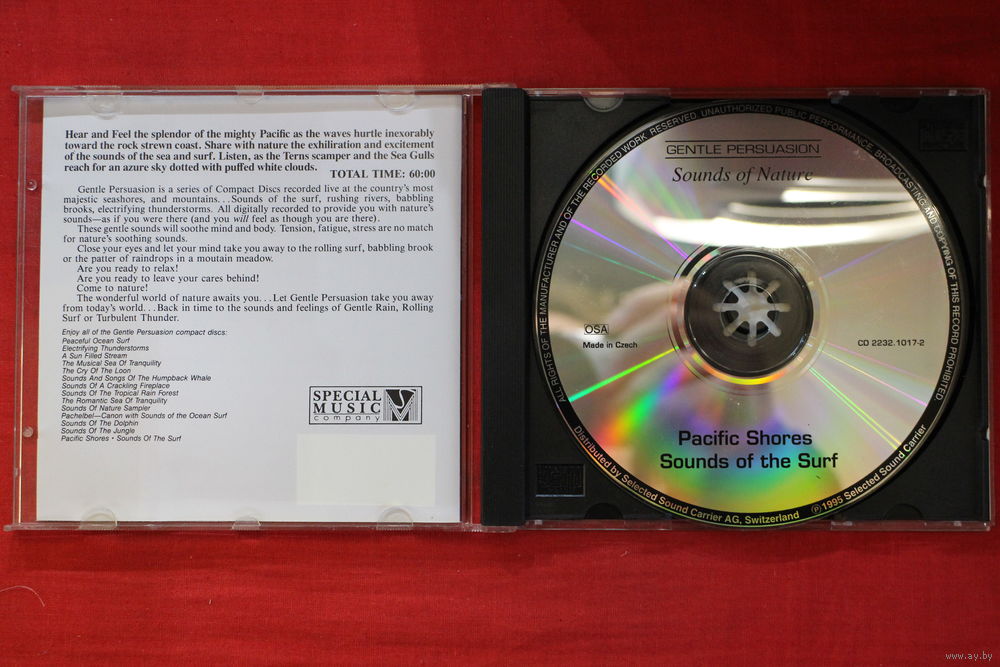 Hear and Feel the splendor of the mighty Pacific as the waves hurtle inexorably
toward the rock strewn coast. Share with nature the exhiliration and excitement
of the sounds of the sea and surf. Listen, as the Terns scamper and the Sea Gulls
reach for an azure sky dotted with puffed white clouds.
TOTAL TIME: 60:00
Gentle Persuasion is a series of Compact Discs recorded live at the country's most
majestic seashores, and mountains...Sounds of the surf, rushing rivers, babbling
brooks, electrifying thunderstorms. All digitally recorded to provide you with nature's
sounds—as if you were there (and you will feel as though you are there).
These gentle sounds will soothe mind and body. Tension, fatigue, stress are no match
for nature's soothing sounds.
Close your eyes and let your mind take you away to the rolling surf, babbling brook
or the patter of raindrops in a moutain meadow.
Are you ready to relax!
Are you ready to leave your cares behind!
Come to nature!
The wonderful world of nature awaits you...Let Gentle Persuasion take you away
from today's world...Back in time to the sounds and feelings of Gentle Rain, Rolling
Surf or Turbulent Thunder.
Enjoy all of the Gentle Persuasion compact discs:
Peaceful Ocean Surf
Electrifying Thunderstorms
A Sun Filled Stream
The Musical Sea Of Tranquility
The Cry Of The Loon
Sounds And Songs Of The Humpback Whale
Sounds Of A Crackling Fireplace
Sounds Of The Tropical Rain Forest
The Romantic Sea Of Tranquility
Sounds Of Nature Sampler
Pachelbel—Canon with Sounds of the Ocean Surf
Sounds Of The Dolphin
Sounds Of The Jungle
Pacific Shores • Sounds Of The Surf
SPECIAL
MUSIC
company
ALL RIGHTS OF THE MANUFACTURER AND OF THE RECORDED WORK RESERVED. UNAUTHORIZED PUBLIC PERFORMANCE, BROADCASTING AND COPYING OF THIS RECORD PROHIBITED
GENTLE PERSUASION
Sounds of Nature
OSA
Made in Czech
CD 2232.1017-2
Pacific Shores
Sounds of the Surf
Distributed by Selected Sound Carrier AG, Switzerland
℗1995 Selected Sound Carrier
www.ay.by